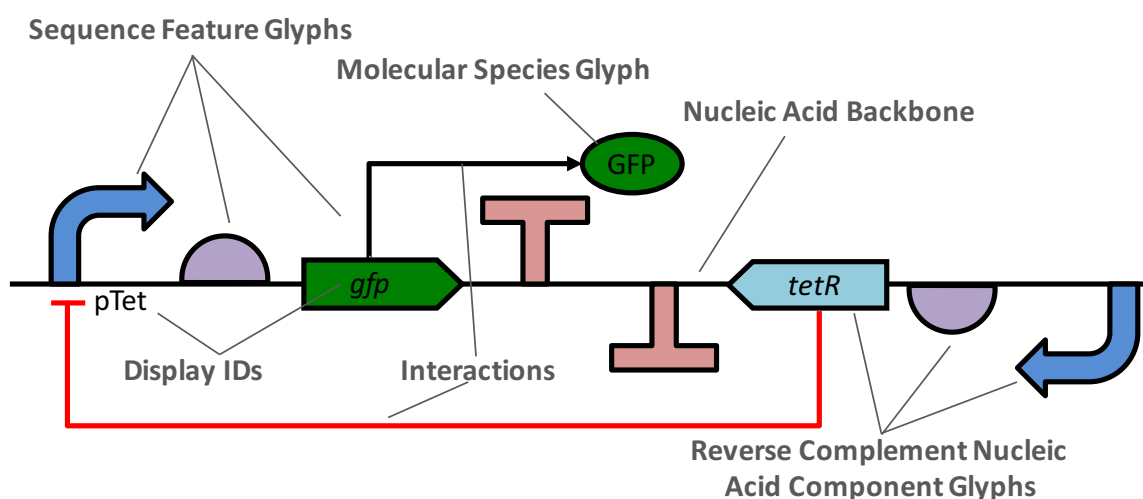 Sequence Feature Glyphs
Molecular Species Glyph
Nucleic Acid Backbone
GFP
gfp
tetR
pTet
Display IDs
Interactions
Reverse Complement Nucleic
Acid Component Glyphs